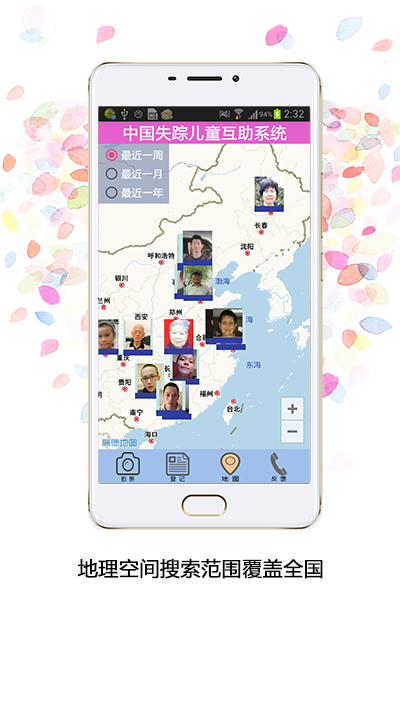 94% 2:32
中国失踪儿童互助系统
最近一周
最近一月
最近一年
长春
沈阳
呼和浩特
渤海
银川
兰州
西安
郑州
合肥
海
重庆
长
东海
贵阳
福州
台北
南宁
海口
高德地图
+
−
拍照
登记
地图
反馈
地理空间搜索范围覆盖全国